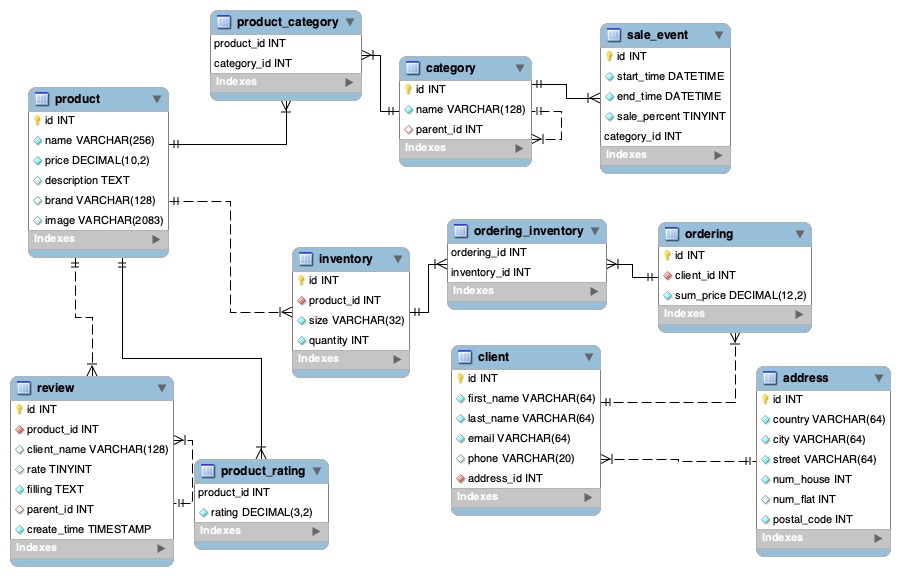 product_category
product_id INT
category_id INT
Indexes
category
id INT
name VARCHAR(128)
parent_id INT
Indexes
sale_event
id INT
start_time DATETIME
end_time DATETIME
sale_percent TINYINT
category_id INT
Indexes
product
id INT
name VARCHAR(256)
price DECIMAL(10,2)
description TEXT
brand VARCHAR(128)
image VARCHAR(2083)
Indexes
inventory
id INT
product_id INT
size VARCHAR(32)
quantity INT
Indexes
ordering_inventory
ordering_id INT
inventory_id INT
Indexes
ordering
id INT
client_id INT
sum_price DECIMAL(12,2)
Indexes
client
id INT
first_name VARCHAR(64)
last_name VARCHAR(64)
email VARCHAR(64)
phone VARCHAR(20)
address_id INT
Indexes
address
id INT
country VARCHAR(64)
city VARCHAR(64)
street VARCHAR(64)
num_house INT
num_flat INT
postal_code INT
Indexes
review
id INT
product_id INT
client_name VARCHAR(128)
rate TINYINT
filling TEXT
parent_id INT
create_time TIMESTAMP
Indexes
product_rating
product_id INT
rating DECIMAL(3,2)
Indexes